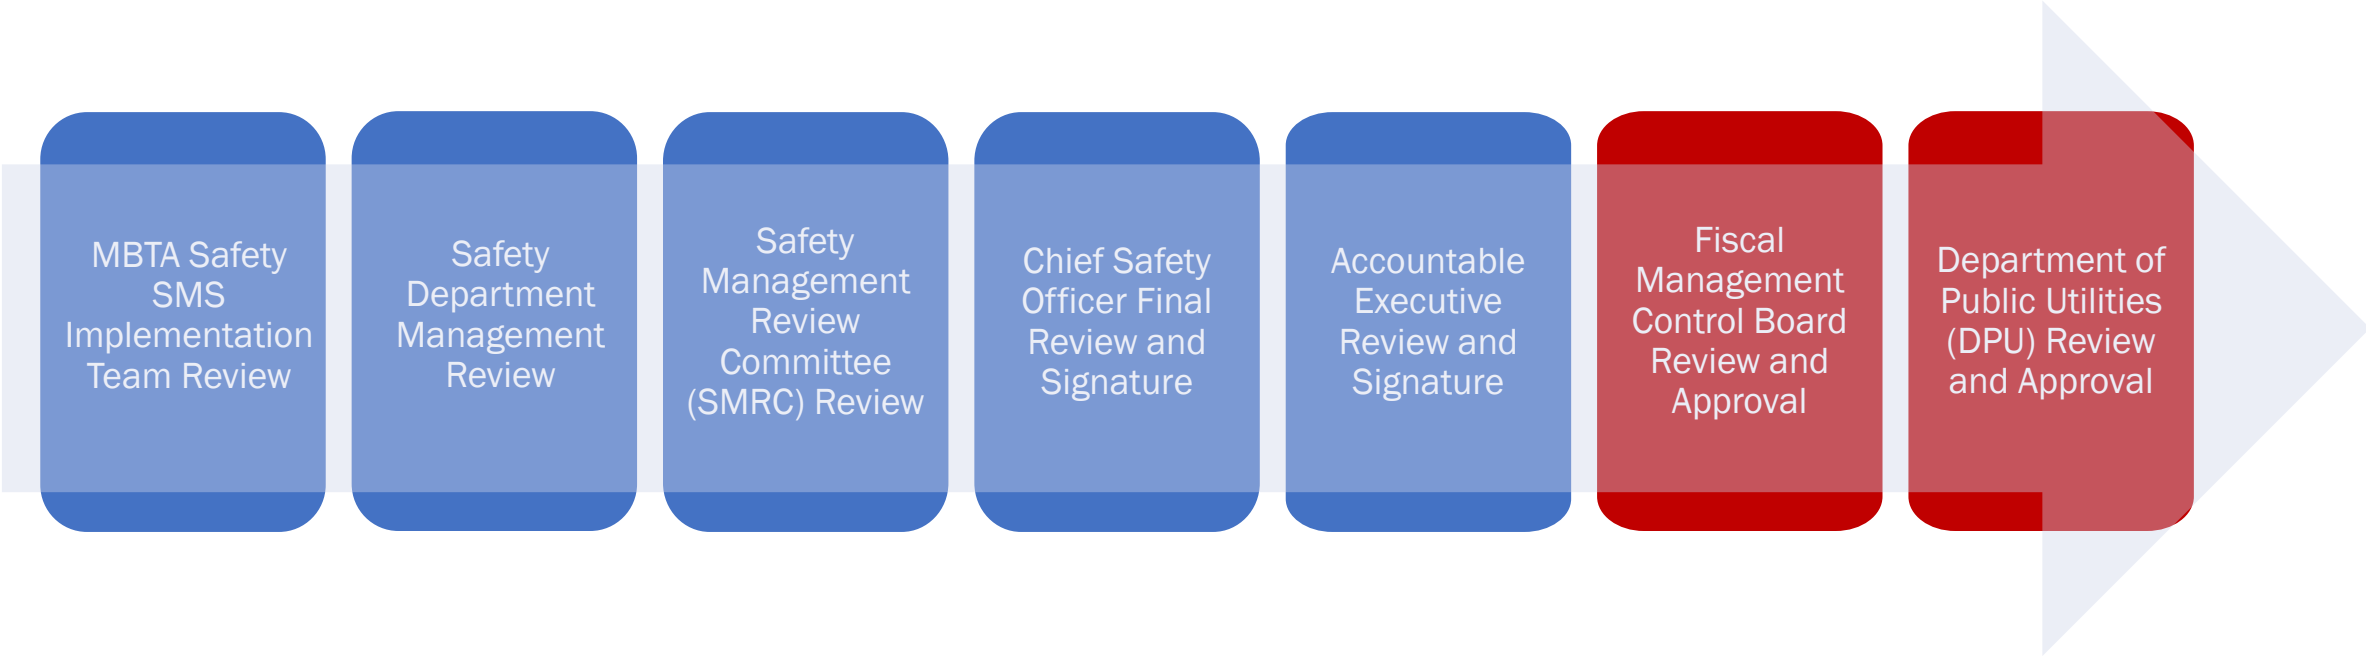 MBTA Safety
SMS
Implementation
Team Review
Safety
Department
Management
Review
Safety
Management
Review
Committee
(SMRC) Review
Chief Safety
Officer Final
Review and
Signature
Accountable
Executive
Review and
Signature
Fiscal
Management
Control Board
Review and
Approval
Department of
Public Utilities
(DPU) Review
and Approval